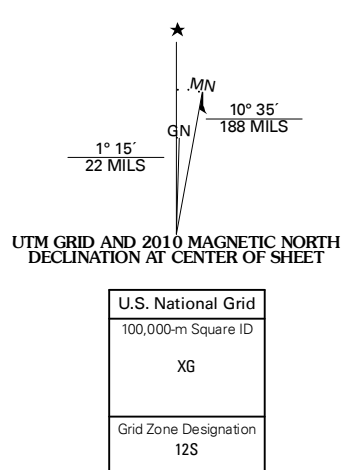 ★
MN
10° 35´
188 MILS
GN
1° 15´
22 MILS
UTM GRID AND 2010 MAGNETIC NORTH
DECLINATION AT CENTER OF SHEET
U.S. National Grid
100,000-m Square ID
XG
Grid Zone Designation
12S